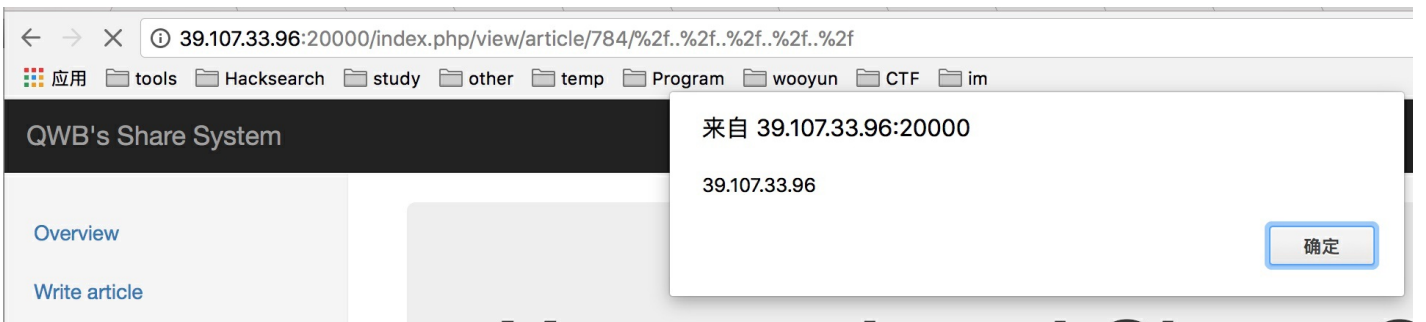 39.107.33.96:20000/index.php/view/article/784/%2f..%2f..%2f..%2f..%2f
应用 tools Hacksearch study other temp Program wooyun CTF im
QWB's Share System
来自 39.107.33.96:20000
39.107.33.96
确定
Overview
Write article